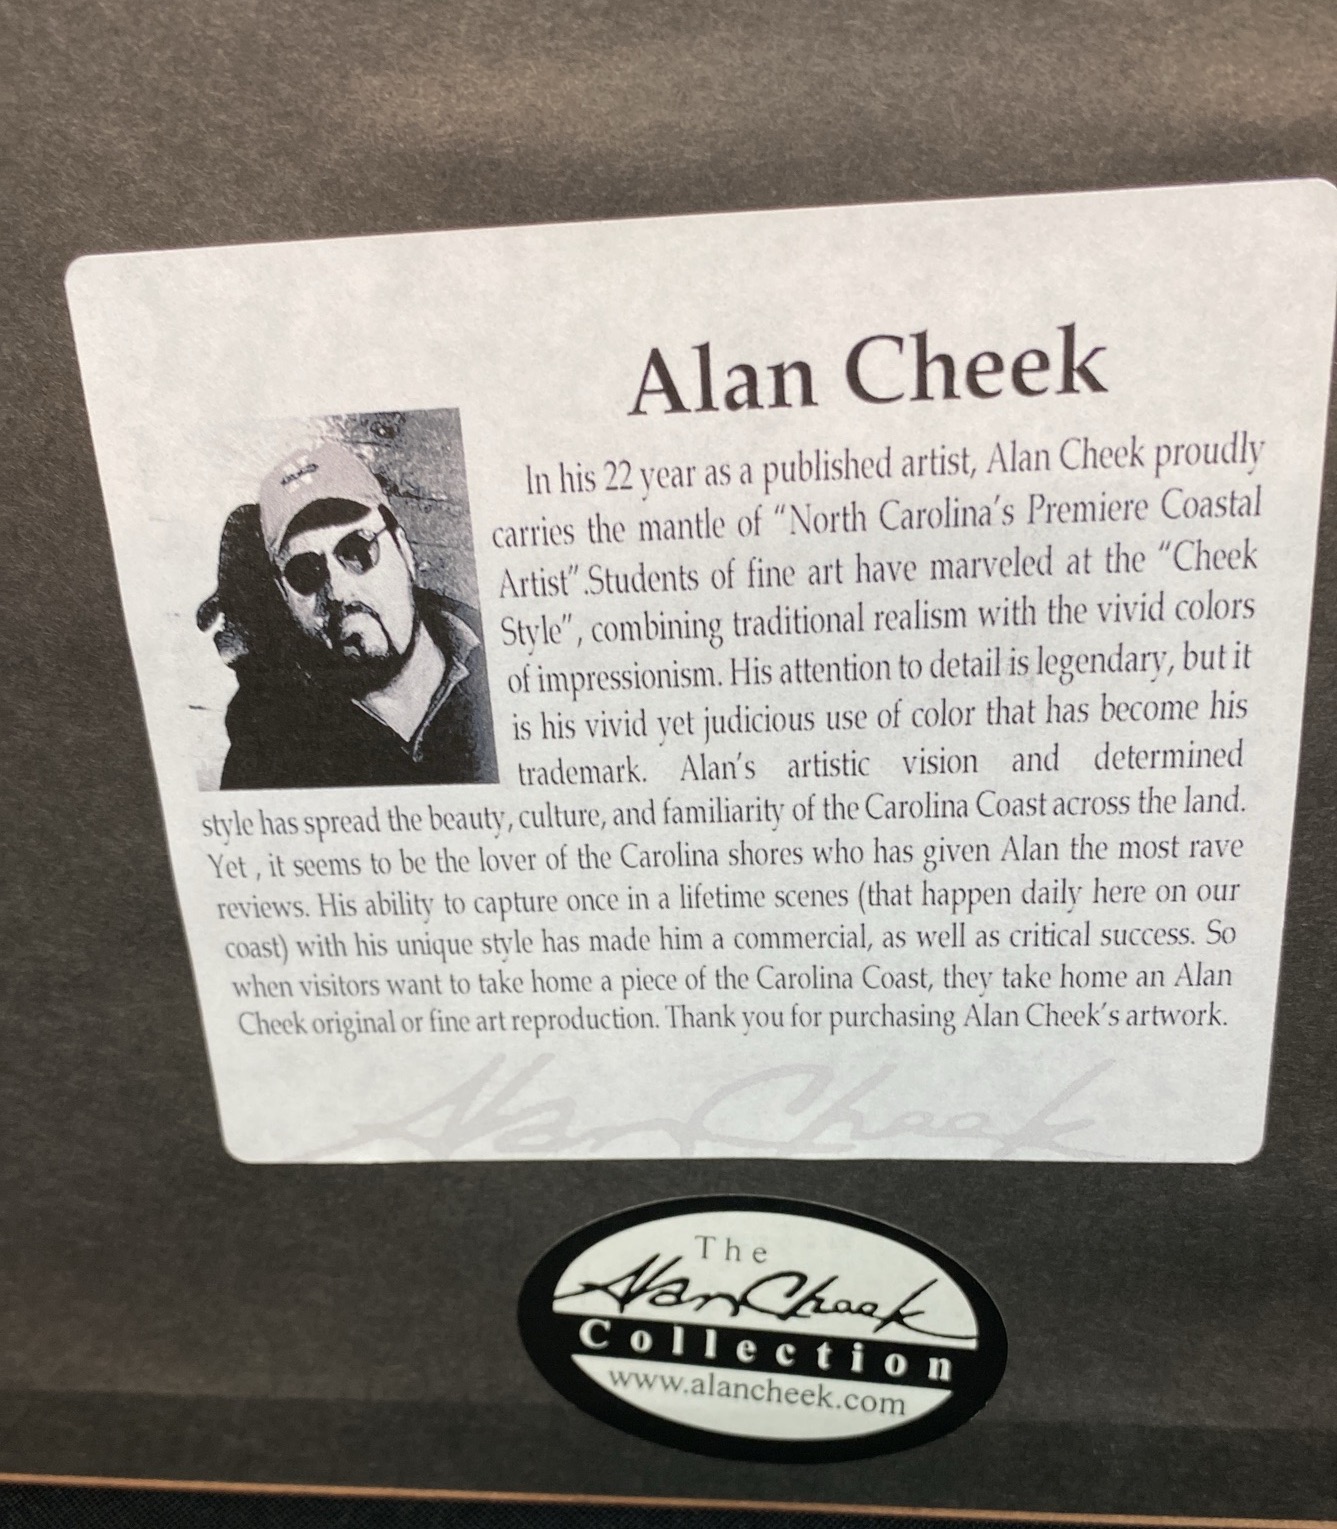 Alan Cheek
In his 22 year as a published artist, Alan Cheek proudly
carries the mantle of “North Carolina's Premiere Coastal
Artist”.Students of fine art have marveled at the “Cheek
Style”, combining traditional realism with the vivid colors
of impressionism. His attention to detail is legendary, but it
is his vivid yet judicious use of color that has become his
trademark. Alan's artistic vision and determined
style has spread the beauty, culture, and familiarity of the Carolina Coast across the land.
Yet , it seems to be the lover of the Carolina shores who has given Alan the most rave
reviews. His ability to capture once in a lifetime scenes (that happen daily here on our
coast) with his unique style has made him a commercial, as well as critical success. So
when visitors want to take home a piece of the Carolina Coast, they take home an Alan
Cheek original or fine art reproduction. Thank you for purchasing Alan Cheek's artwork.
Alan Cheek
The
Alan Cheek
Collection
www.alancheek.com